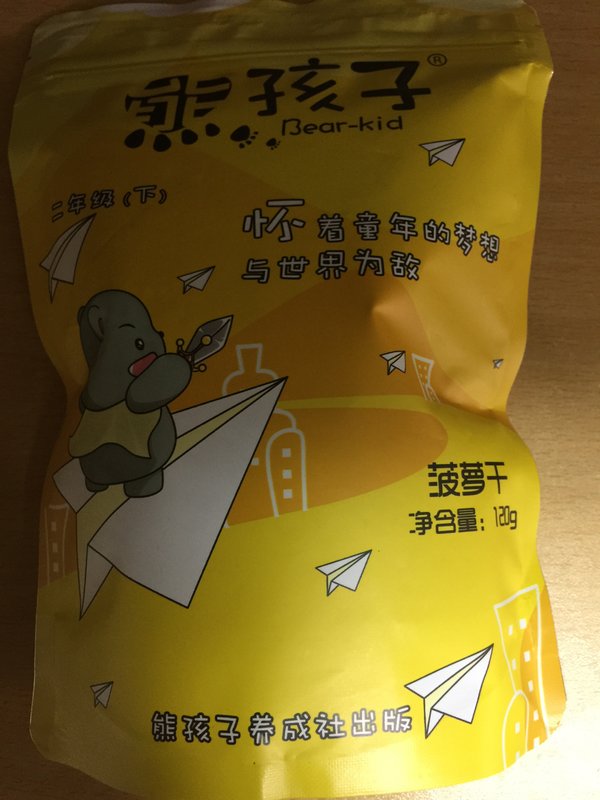 熊孩子®
Bear-kid
二年级（下）
怀着童年的梦想
与世界为敌
菠萝干
净含量：120g
熊孩子养成社出版